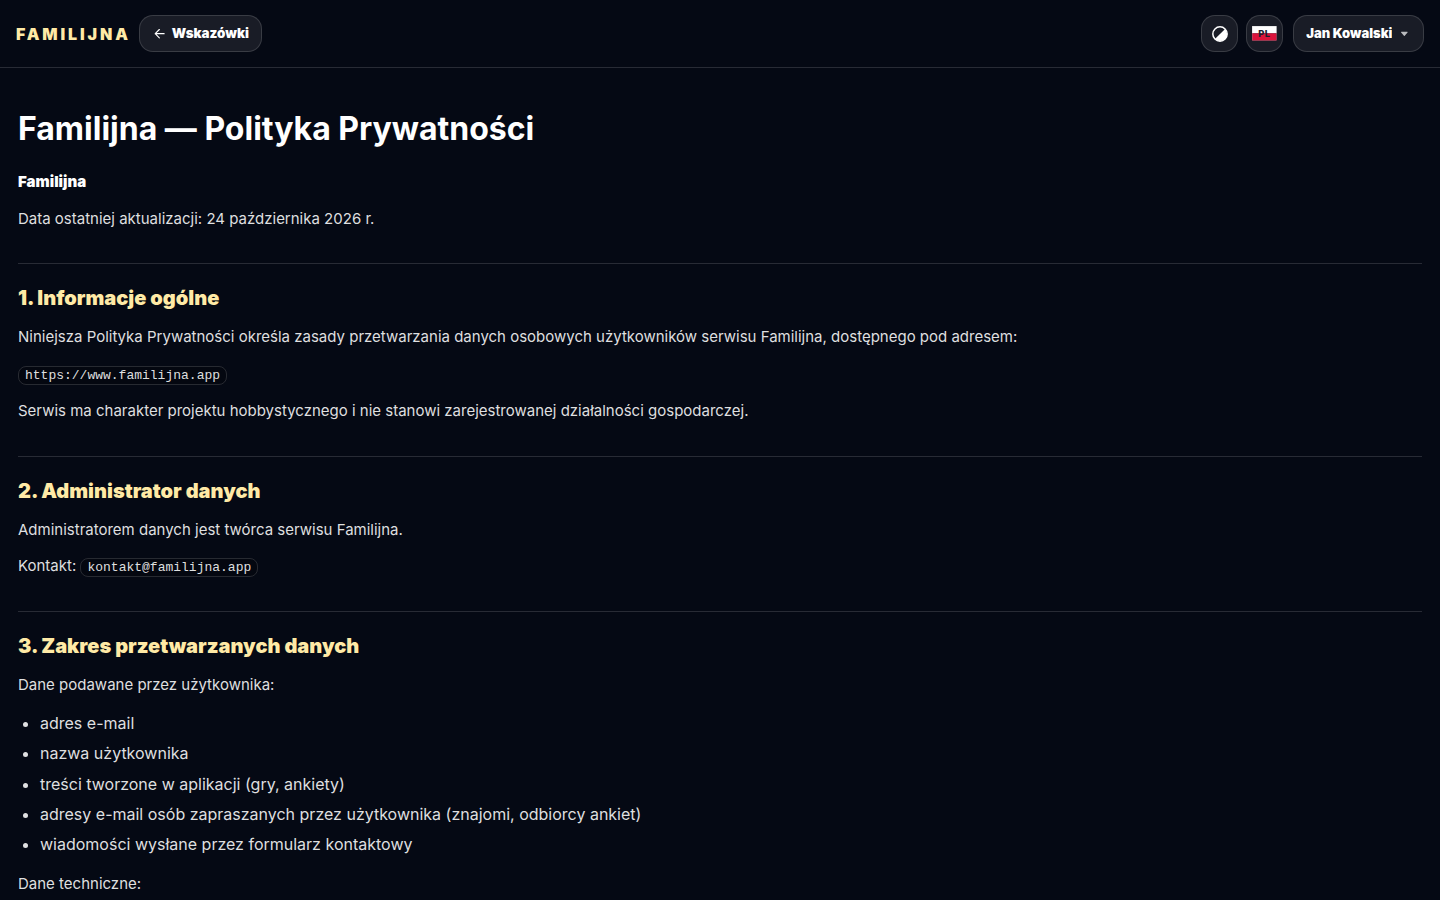 FAMILIJNA
← Wskazówki
PL
Jan Kowalski
Familijna — Polityka Prywatności
Familijna
Data ostatniej aktualizacji: 24 października 2026 r.
1. Informacje ogólne
Niniejsza Polityka Prywatności określa zasady przetwarzania danych osobowych użytkowników serwisu Familijna, dostępnego pod adresem:
https://www.familijna.app
Serwis ma charakter projektu hobbystycznego i nie stanowi zarejestrowanej działalności gospodarczej.
2. Administrator danych
Administratorem danych jest twórca serwisu Familijna.
Kontakt: kontakt@familijna.app
3. Zakres przetwarzanych danych
Dane podawane przez użytkownika:
• adres e-mail
• nazwa użytkownika
• treści tworzone w aplikacji (gry, ankiety)
• adresy e-mail osób zapraszanych przez użytkownika (znajomi, odbiorcy ankiet)
• wiadomości wysłane przez formularz kontaktowy
Dane techniczne: